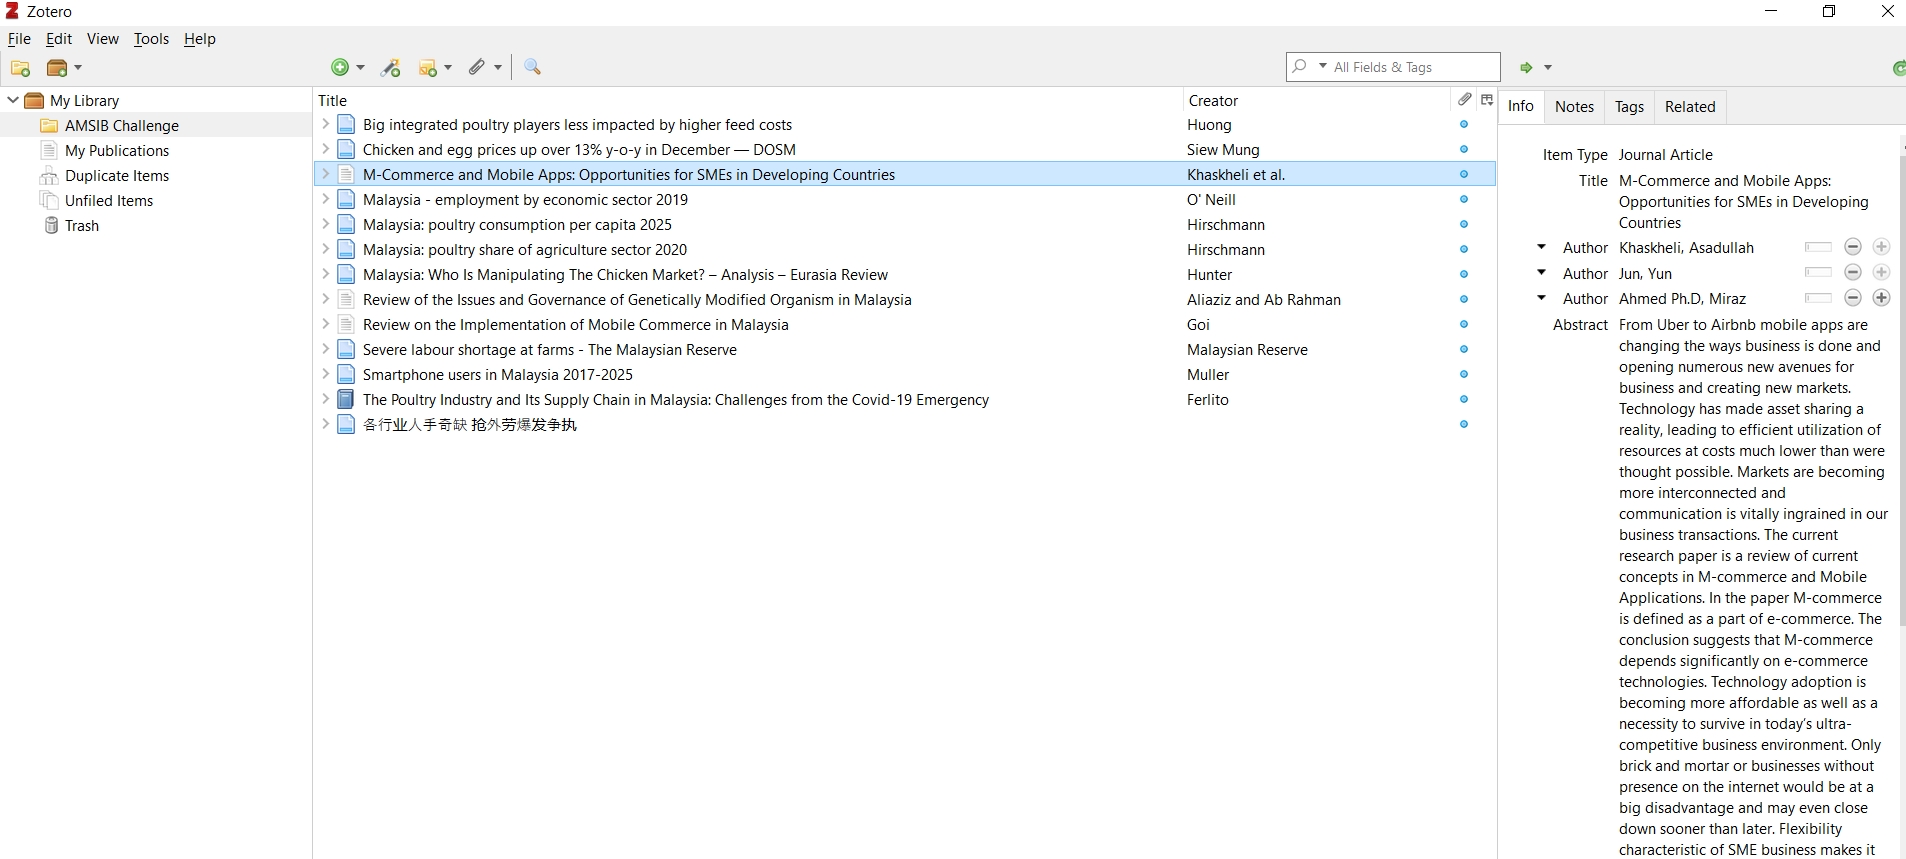 Zotero
File Edit View Tools Help
All Fields & Tags
My Library
AMSIB Challenge
My Publications
Duplicate Items
Unfiled Items
Trash
Title Creator
Big integrated poultry players less impacted by higher feed costs Huong
Chicken and egg prices up over 13% y-o-y in December — DOSM Siew Mung
M-Commerce and Mobile Apps: Opportunities for SMEs in Developing Countries Khaskheli et al.
Malaysia - employment by economic sector 2019 O' Neill
Malaysia: poultry consumption per capita 2025 Hirschmann
Malaysia: poultry share of agriculture sector 2020 Hirschmann
Malaysia: Who Is Manipulating The Chicken Market? – Analysis – Eurasia Review Hunter
Review of the Issues and Governance of Genetically Modified Organism in Malaysia Aliaziz and Ab Rahman
Review on the Implementation of Mobile Commerce in Malaysia Goi
Severe labour shortage at farms - The Malaysian Reserve Malaysian Reserve
Smartphone users in Malaysia 2017-2025 Muller
The Poultry Industry and Its Supply Chain in Malaysia: Challenges from the Covid-19 Emergency Ferlito
各行业人手奇缺 抢外劳爆发争执
Info Notes Tags Related
Item Type Journal Article
Title M-Commerce and Mobile Apps:
Opportunities for SMEs in Developing
Countries
Author Khaskheli, Asadullah
Author Jun, Yun
Author Ahmed Ph.D, Miraz
Abstract From Uber to Airbnb mobile apps are
changing the ways business is done and
opening numerous new avenues for
business and creating new markets.
Technology has made asset sharing a
reality, leading to efficient utilization of
resources at costs much lower than were
thought possible. Markets are becoming
more interconnected and
communication is vitally ingrained in our
business transactions. The current
research paper is a review of current
concepts in M-commerce and Mobile
Applications. In the paper M-commerce
is defined as a part of e-commerce. The
conclusion suggests that M-commerce
depends significantly on e-commerce
technologies. Technology adoption is
becoming more affordable as well as a
necessity to survive in today's ultra-
competitive business environment. Only
brick and mortar or businesses without
presence on the internet would be at a
big disadvantage and may even close
down sooner than later. Flexibility
characteristic of SME business makes it